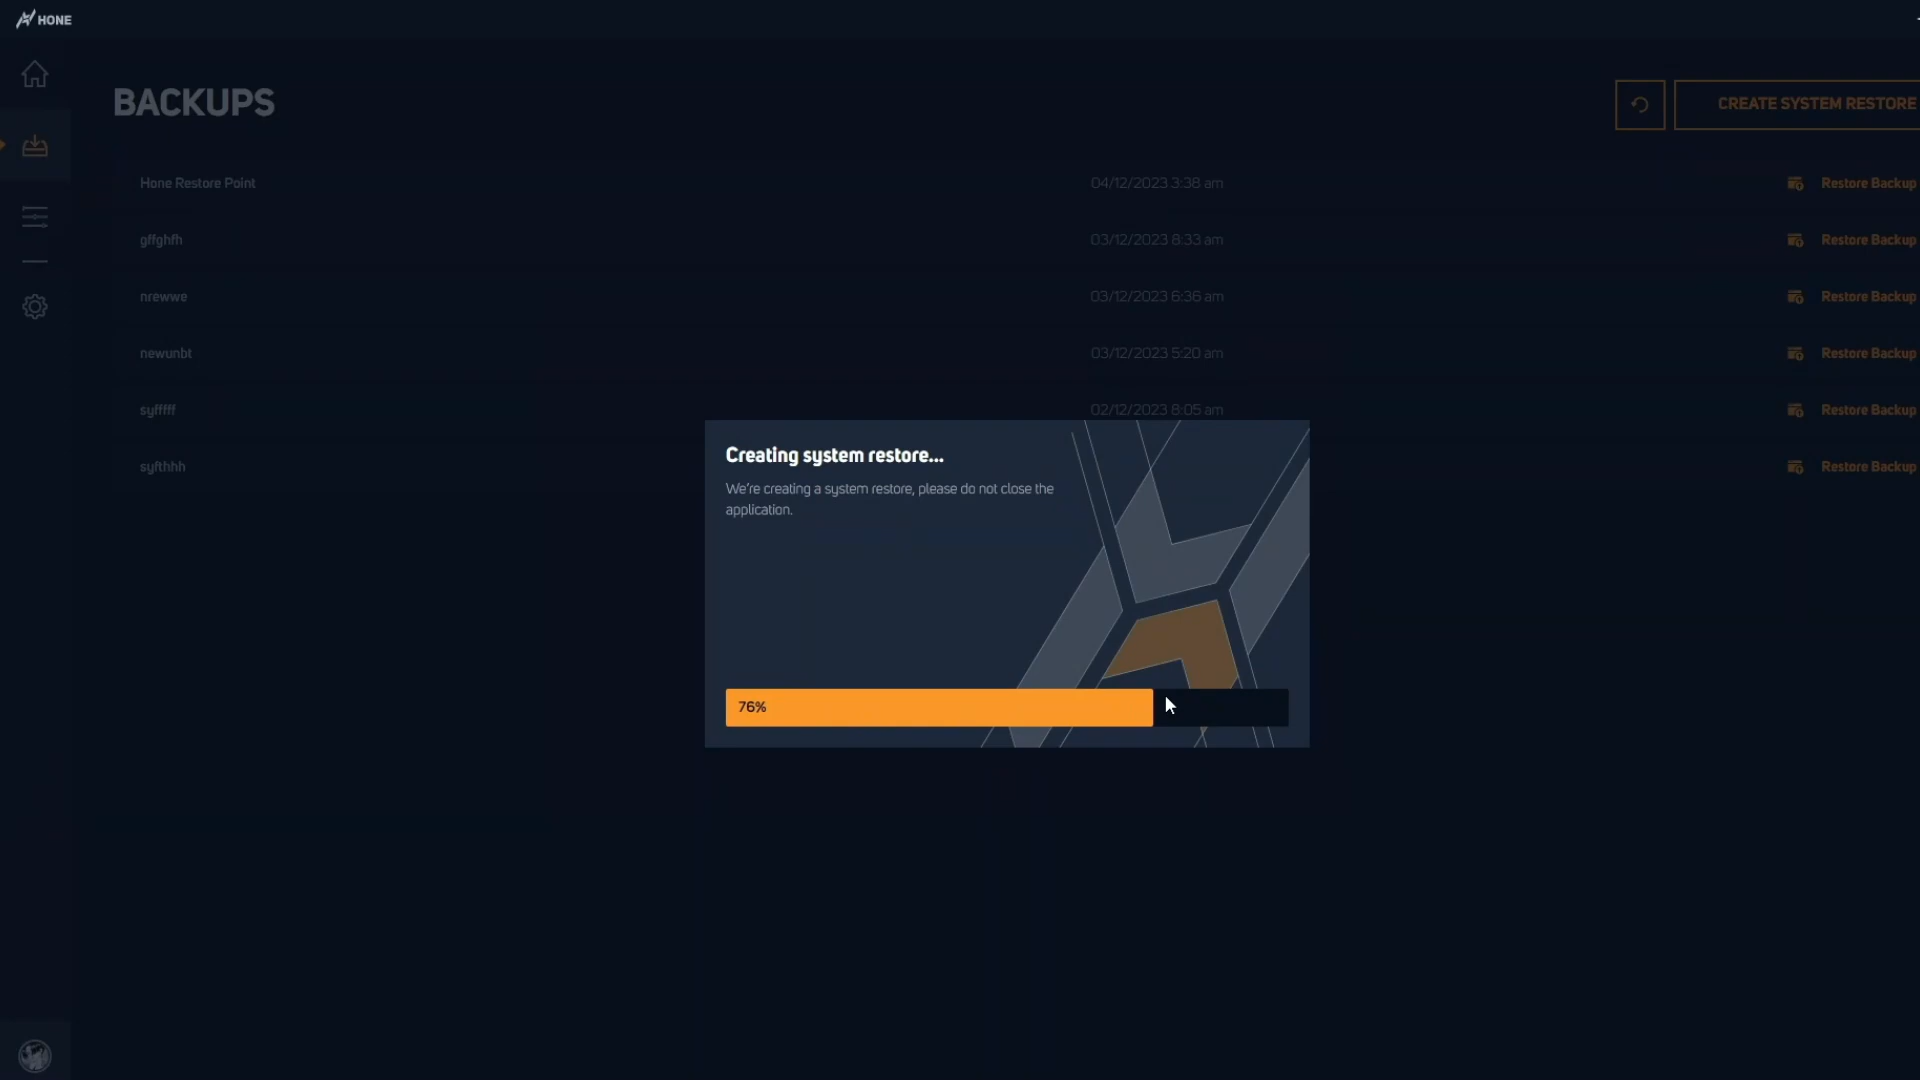 HONE
BACKUPS
CREATE SYSTEM RESTORE
Hone Restore Point 04/12/2023 3:38 am Restore Backup
gffghfh 03/12/2023 8:33 am Restore Backup
nrewwe 03/12/2023 6:36 am Restore Backup
newunbt 03/12/2023 5:20 am Restore Backup
syfffff 02/12/2023 8:05 am Restore Backup
syfthhh Restore Backup
Creating system restore...
We're creating a system restore, please do not close the
application.
76%